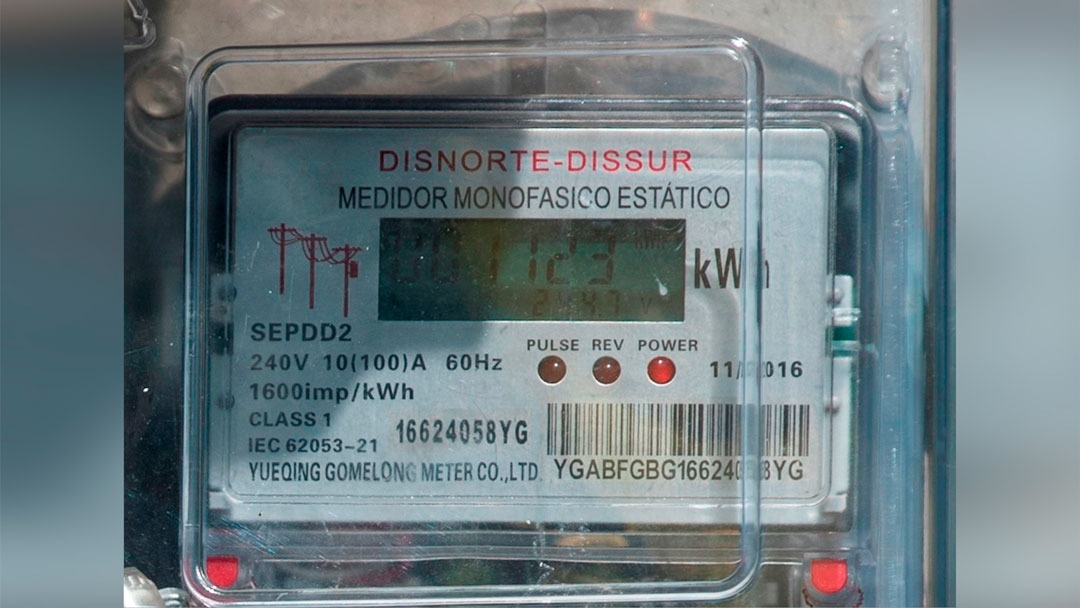 DISNORTE-DISSUR
MEDIDOR MONOFASICO ESTÁTICO
kWh
SEPDD2
PULSE REV POWER
240V 10(100)A 60Hz
1600imp/kWh
CLASS 1
IEC 62053-21
16624058YG
YUEQING GOMELONG METER CO.,LTD.